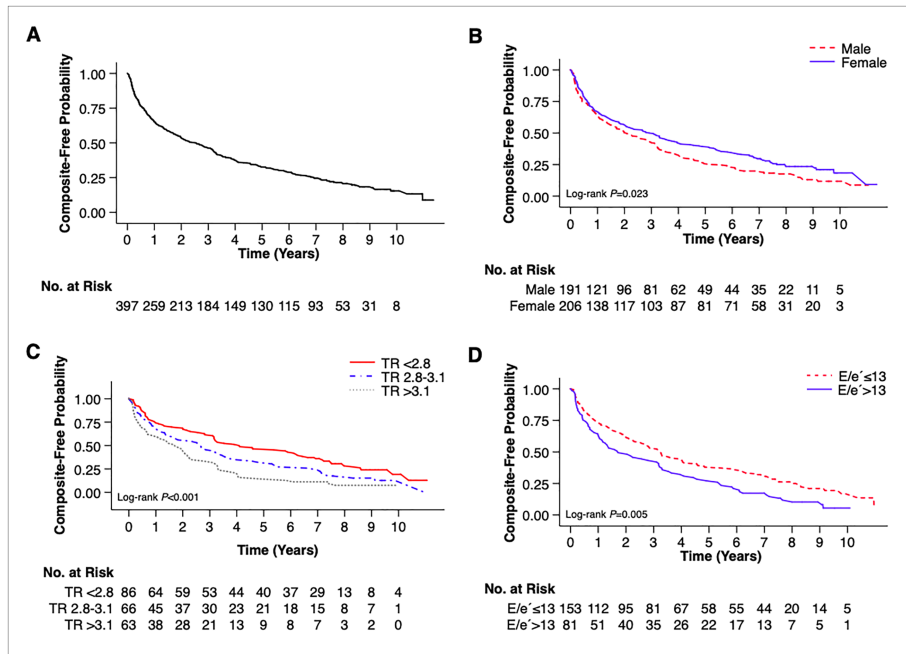 A
Composite-Free Probability
1.00
0.75
0.50
0.25
0.00
0 1 2 3 4 5 6 7 8 9 10
Time (Years)
No. at Risk
397 259 213 184 149 130 115 93 53 31 8
B
Male
Female
Composite-Free Probability
1.00
0.75
0.50
0.25
0.00
Log-rank P=0.023
0 1 2 3 4 5 6 7 8 9 10
Time (Years)
No. at Risk
Male 191 121 96 81 62 49 44 35 22 11 5
Female 206 138 117 103 87 81 71 58 31 20 3
C
TR <2.8
TR 2.8-3.1
TR >3.1
Composite-Free Probability
1.00
0.75
0.50
0.25
0.00
Log-rank P<0.001
0 1 2 3 4 5 6 7 8 9 10
Time (Years)
No. at Risk
TR <2.8 86 64 59 53 44 40 37 29 13 8 4
TR 2.8-3.1 66 45 37 30 23 21 18 15 8 7 1
TR >3.1 63 38 28 21 13 9 8 7 3 2 0
D
E/e´≤13
E/e´>13
Composite-Free Probability
1.00
0.75
0.50
0.25
0.00
Log-rank P=0.005
0 1 2 3 4 5 6 7 8 9 10
Time (Years)
No. at Risk
E/e´≤13 153 112 95 81 67 58 55 44 20 14 5
E/e´>13 81 51 40 35 26 22 17 13 7 5 1